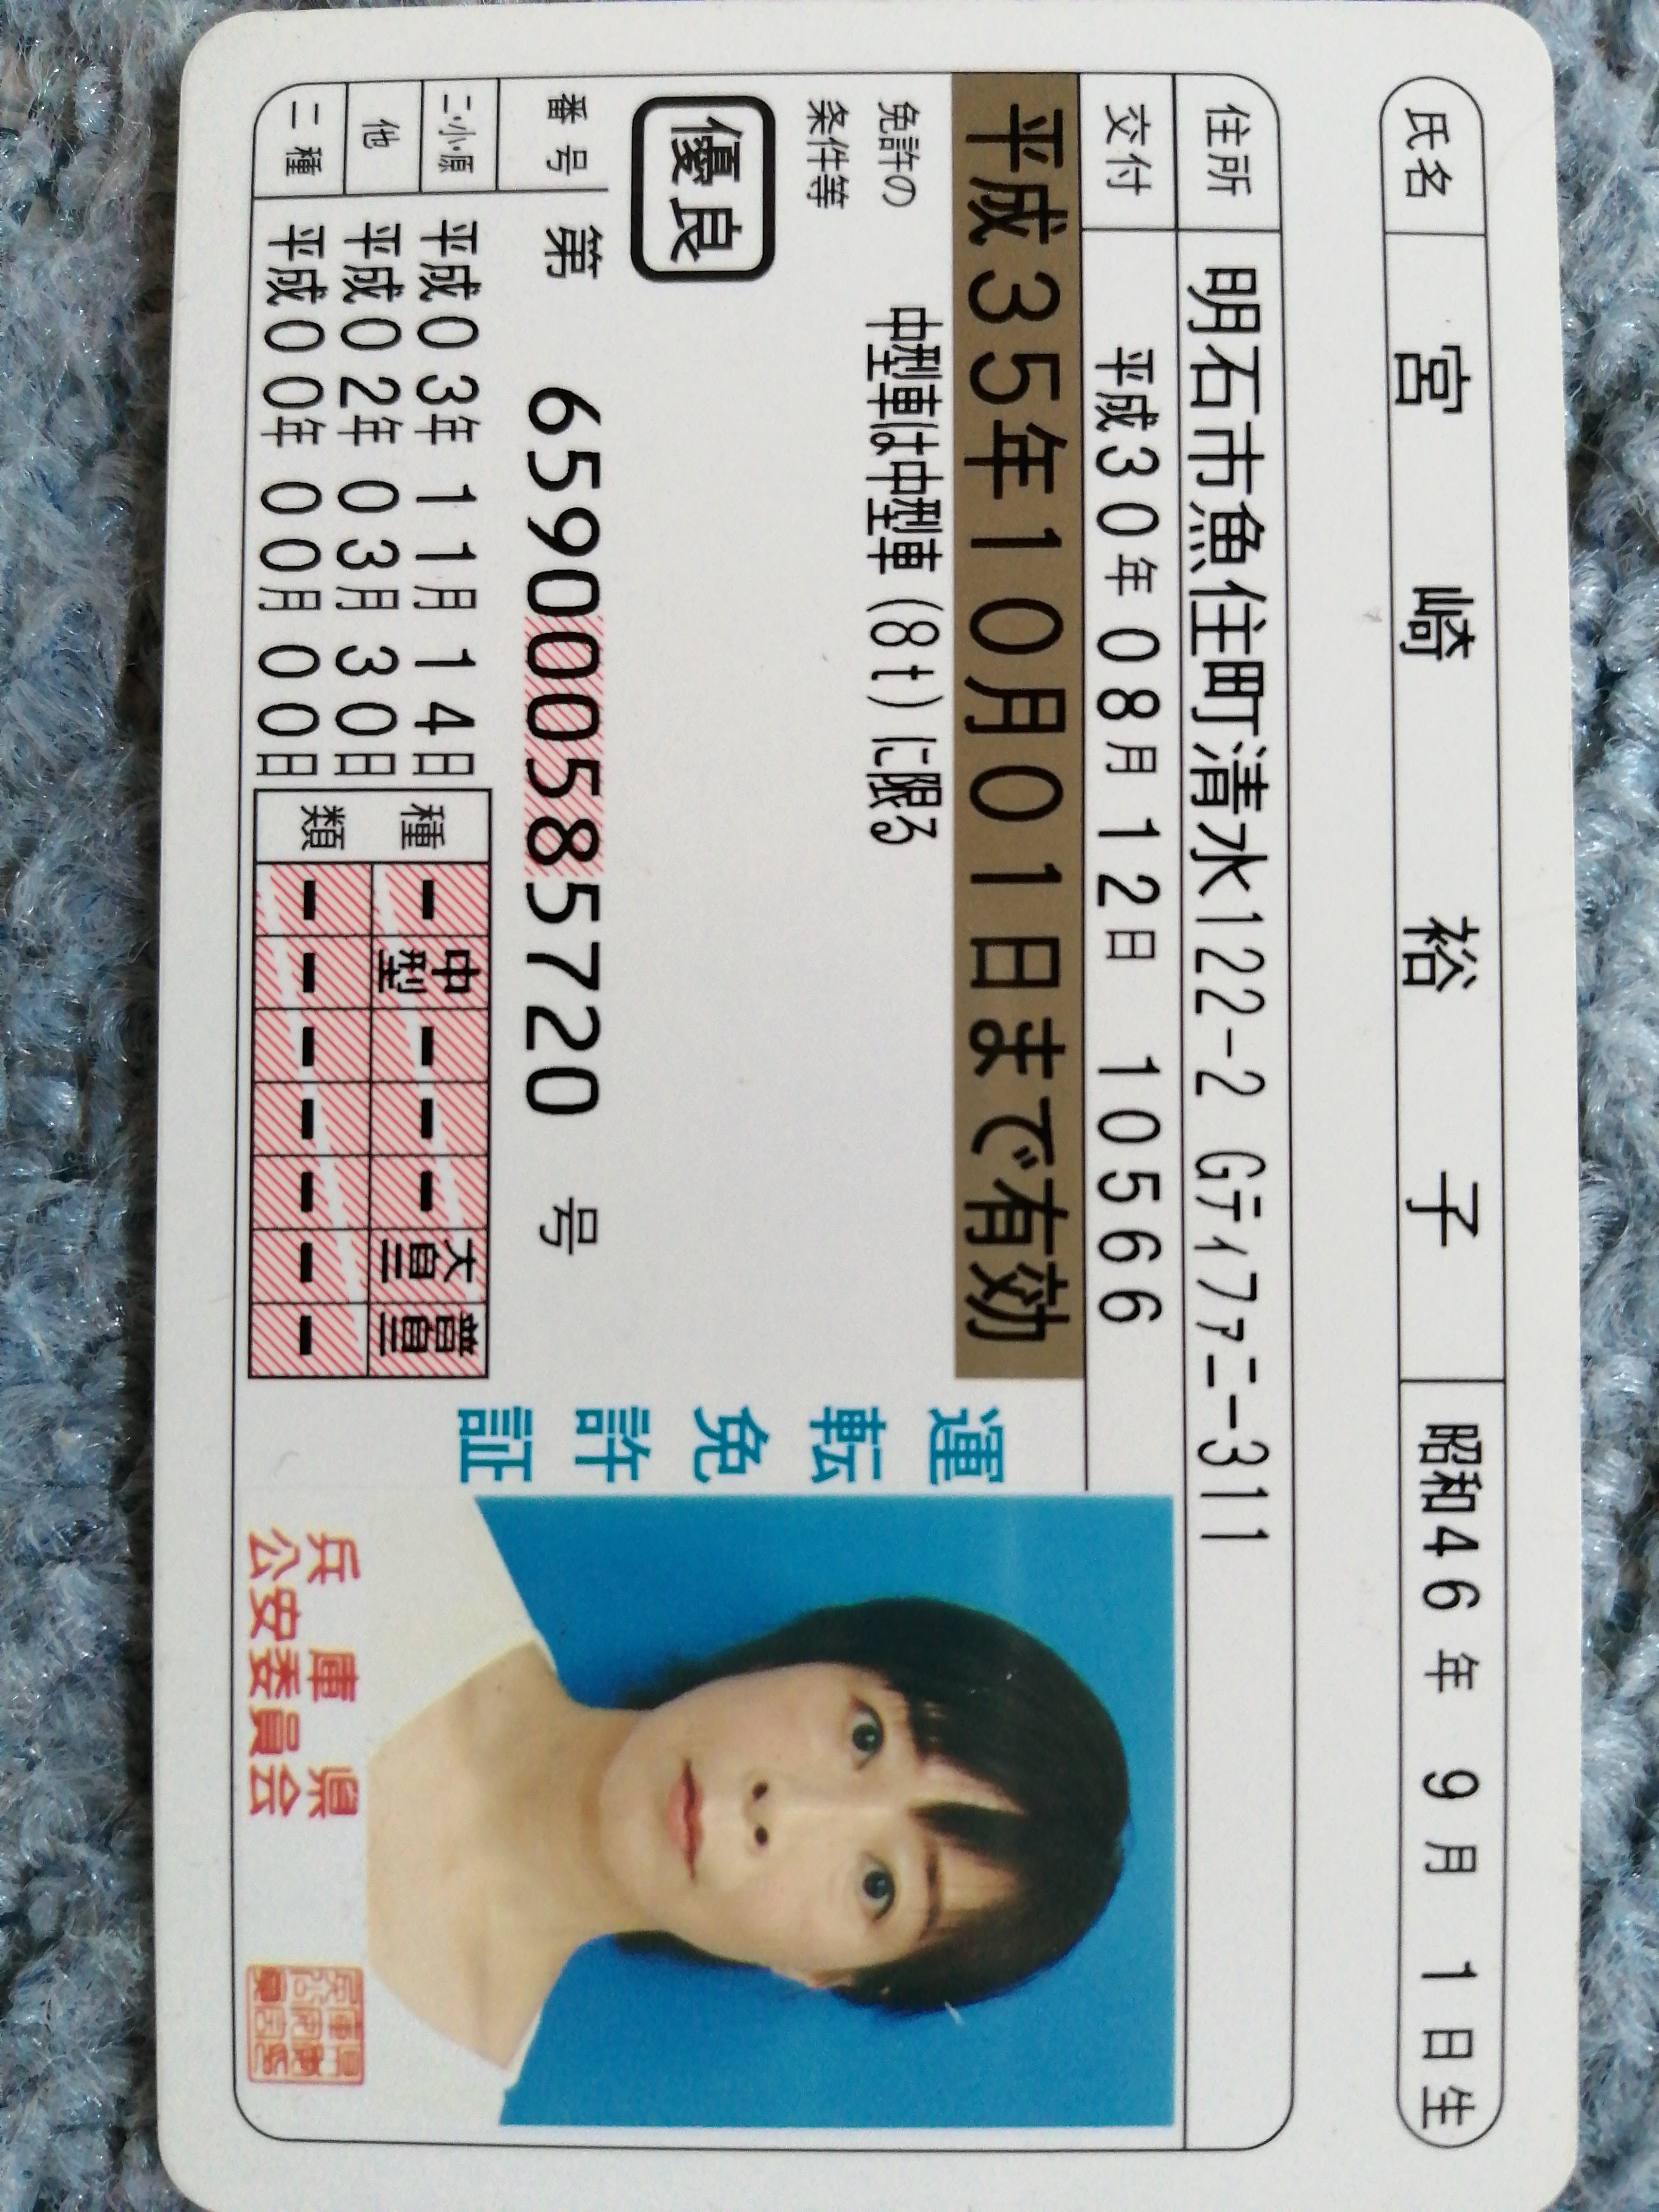 氏名 宮崎裕子 昭和46年 9月 1日生
住所 明石市魚住町清水122-2 Gティファニー311
交付 平成30年08月12日 10566
平成35年10月01日まで有効
免許の
条件等
中型車は中型車(8t)に限る
優良
番号 第 659000585720 号
二・小・原 平成03年11月14日
他 平成02年03月30日
二種 平成00年00月00日
種類
ー 中型 ー ー ー 大自二 普自二
ー ー ー ー ー ー ー
運転免許証
兵庫県
公安委員会